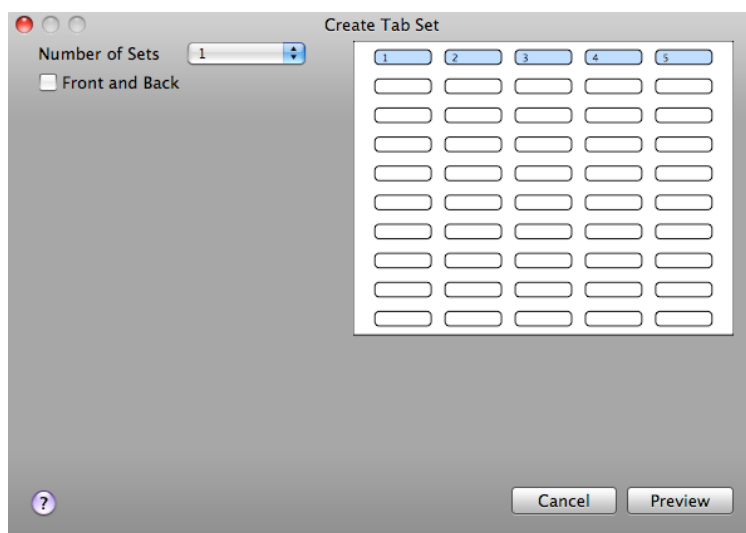 Create Tab Set
Number of Sets 1
Front and Back
1 2 3 4 5
?
Cancel Preview